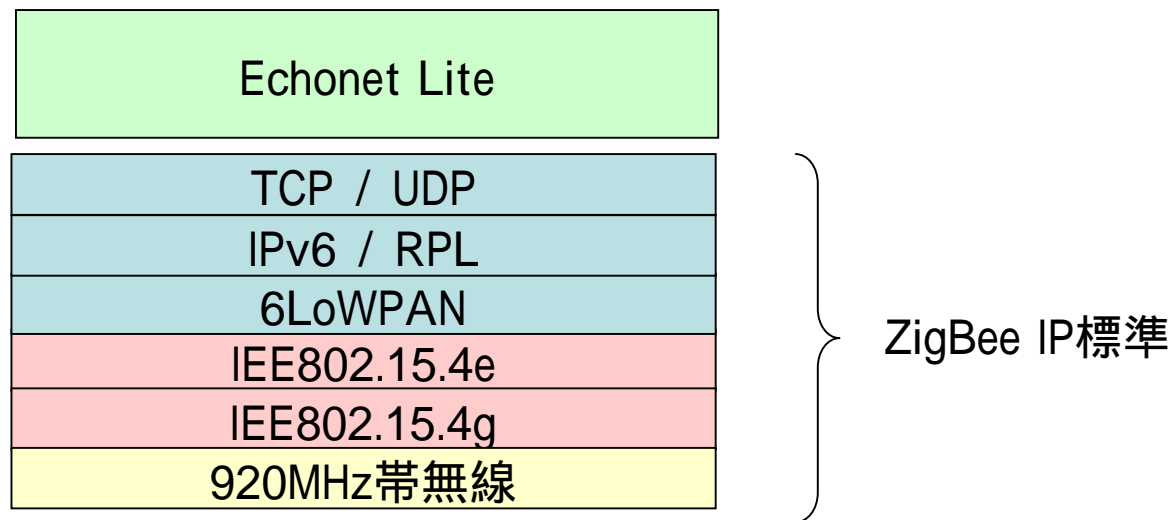 Echonet Lite
TCP / UDP
IPv6 / RPL
6LoWPAN
IEE802.15.4e
IEE802.15.4g
920MHz帯無線
ZigBee IP標準